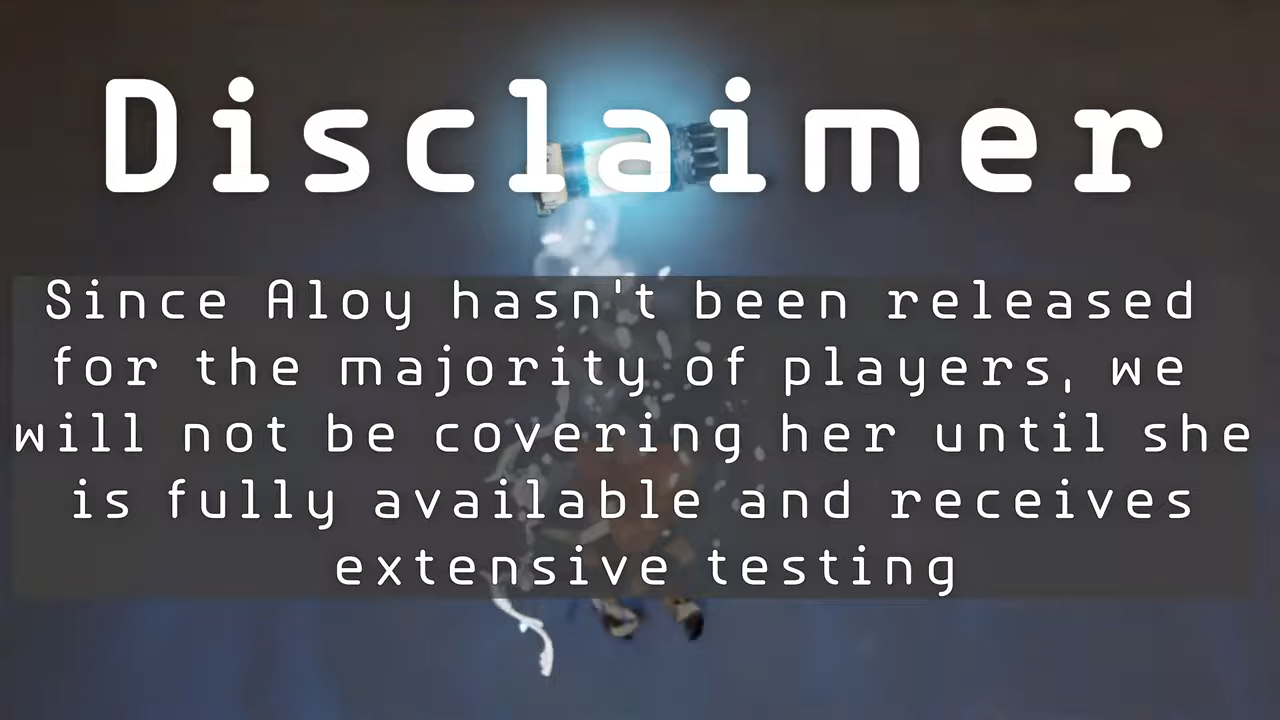 Disclaimer
Since Aloy hasn't been released
for the majority of players, we
will not be covering her until she
is fully available and receives
extensive testing